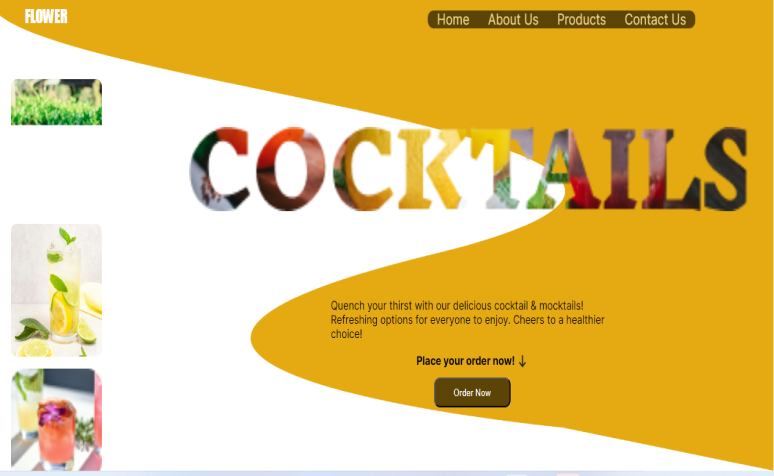 FLOWER
Home About Us Products Contact Us
COCKTAILS
Quench your thirst with our delicious cocktail & mocktails!
Refreshing options for everyone to enjoy. Cheers to a healthier
choice!
Place your order now! ↓
Order Now